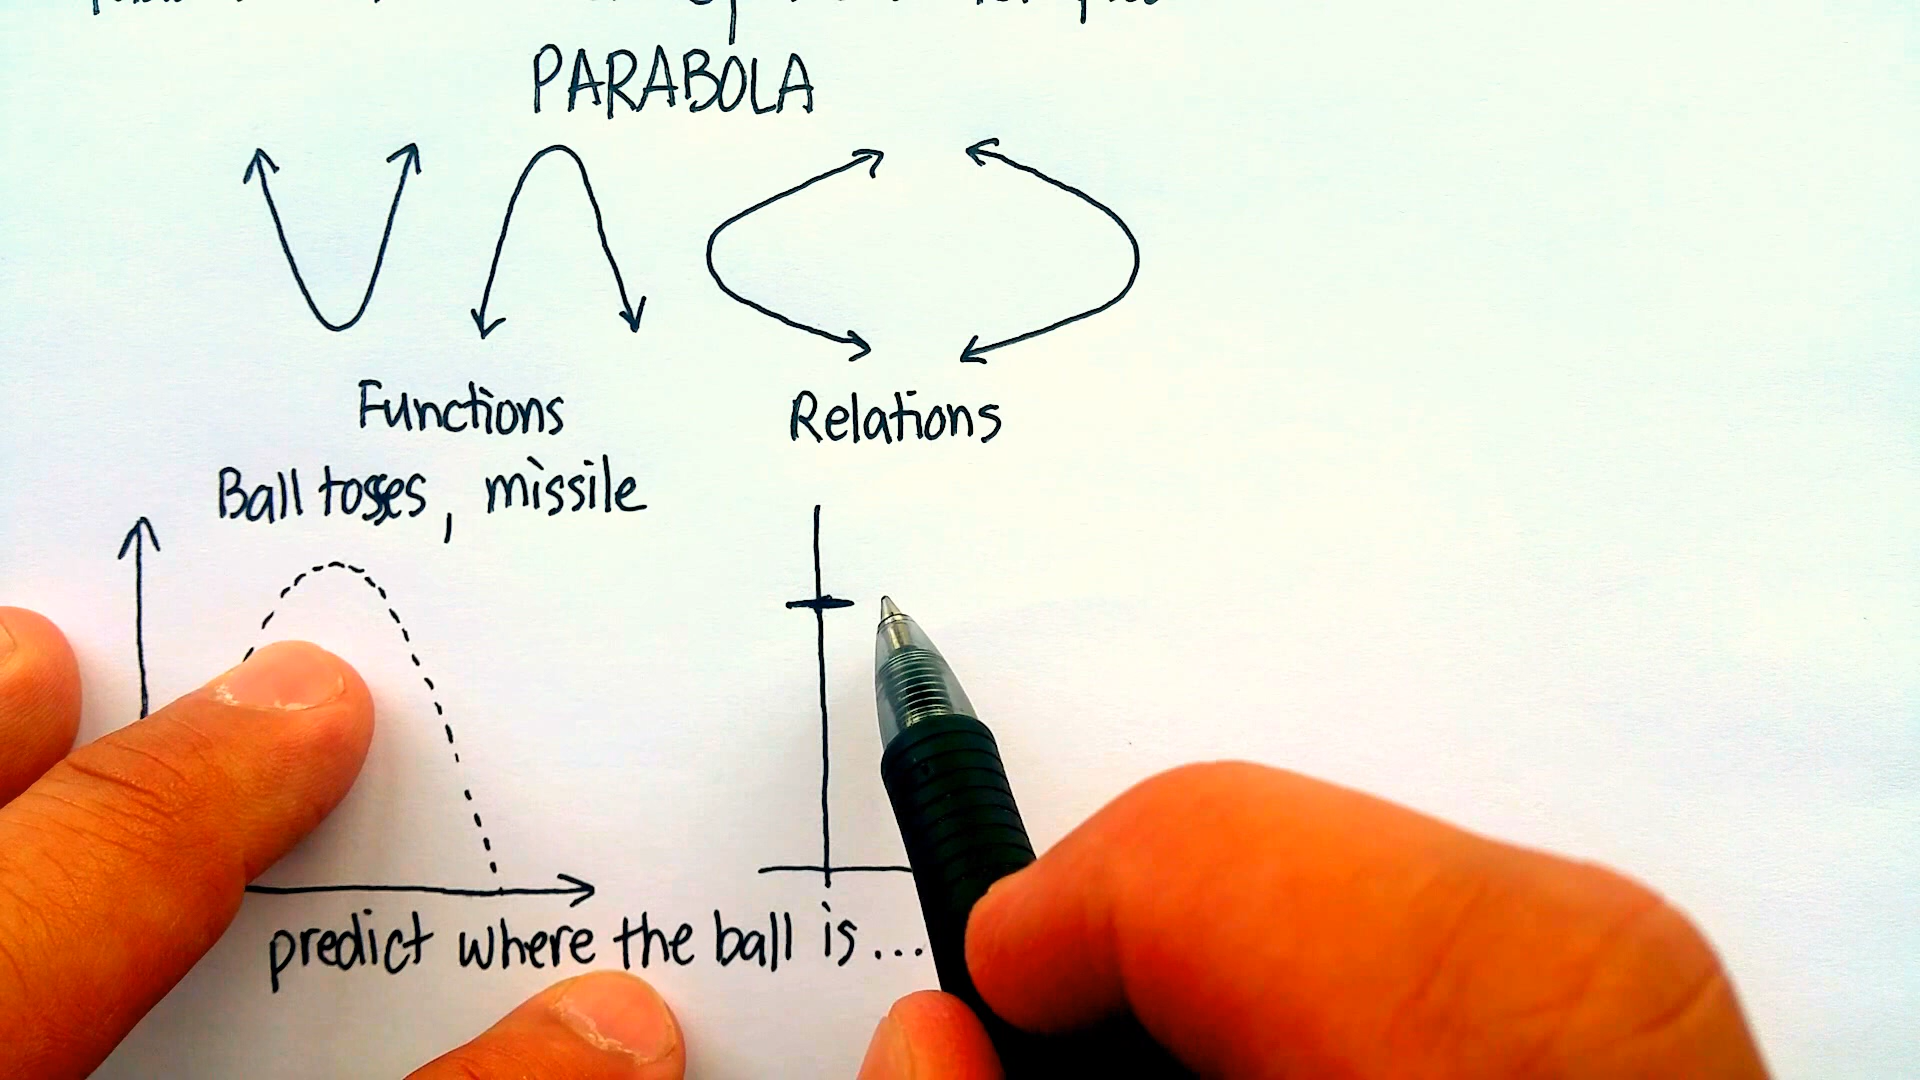 PARABOLA
Functions
Relations
Ball tosses, missile
predict where the ball is...